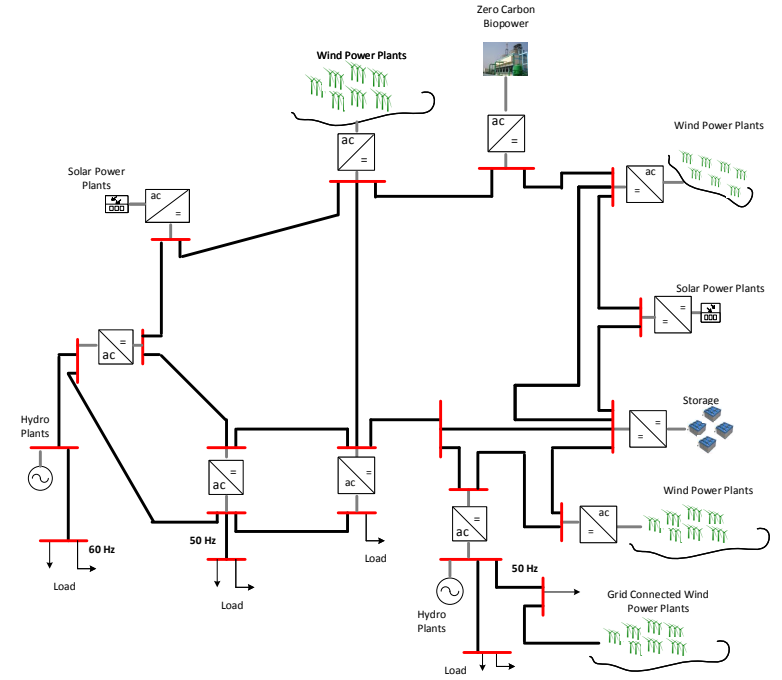 Zero Carbon
Biopower
Wind Power Plants
ac
=
ac
=
Wind Power Plants
ac
=
Solar Power
Plants
ac
=
Solar Power Plants
=
=
=
ac
Storage
=
=
Hydro
Plants
=
ac
=
ac
Wind Power Plants
ac
=
=
ac
60 Hz
50 Hz
Load
Load
Load
50 Hz
Hydro
Plants
Grid Connected Wind
Power Plants
Load